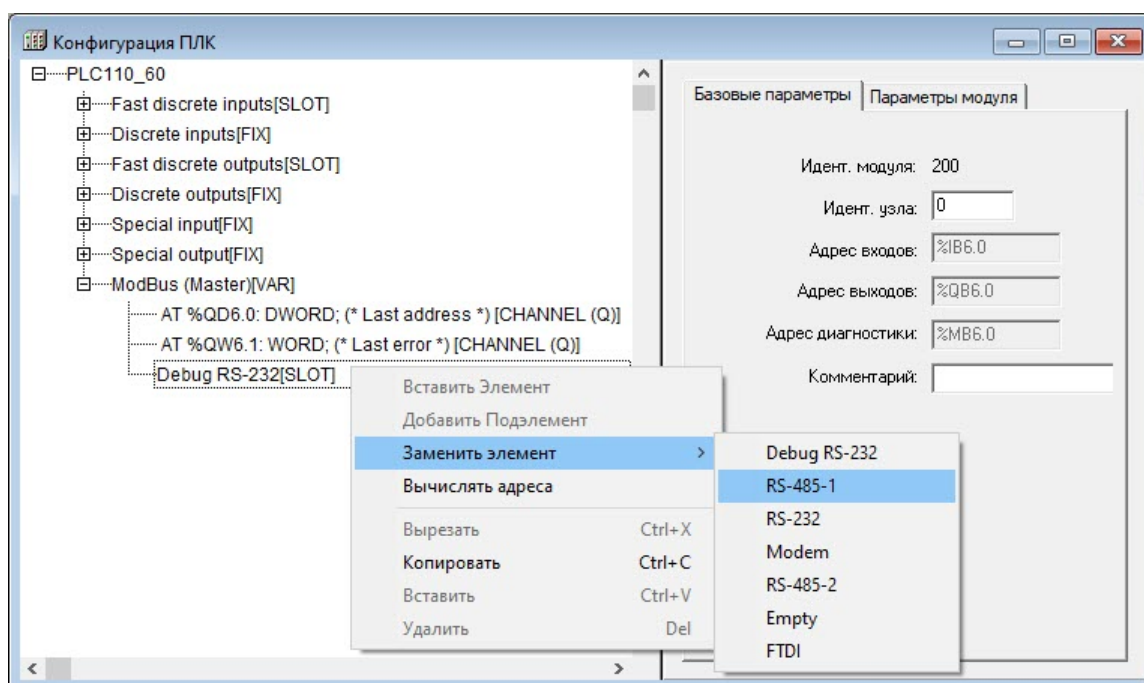 Конфигурация ПЛК
PLC110_60
Fast discrete inputs[SLOT]
Discrete inputs[FIX]
Fast discrete outputs[SLOT]
Discrete outputs[FIX]
Special input[FIX]
Special output[FIX]
ModBus (Master)[VAR]
AT %QD6.0: DWORD; (* Last address *) [CHANNEL (Q)]
AT %QW6.1: WORD; (* Last error *) [CHANNEL (Q)]
Debug RS-232[SLOT]
Базовые параметры Параметры модуля
Идент. модуля: 200
Идент. узла: 0
Адрес входов: %IB6.0
Адрес выходов: %QB6.0
Адрес диагностики: %MB6.0
Комментарий:
Вставить Элемент
Добавить Подэлемент
Заменить элемент
Вычислять адреса
Вырезать Ctrl+X
Копировать Ctrl+C
Вставить Ctrl+V
Удалить Del
Debug RS-232
RS-485-1
RS-232
Modem
RS-485-2
Empty
FTDI